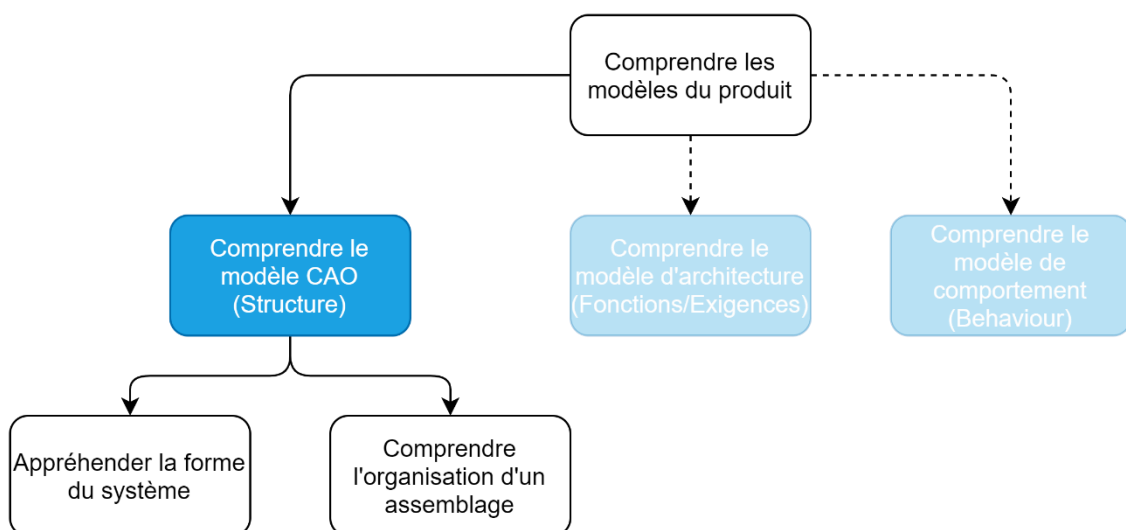 Comprendre les
modèles du produit
Comprendre le
modèle CAO
(Structure)
Comprendre le
modèle d'architecture
(Fonctions/Exigences)
Comprendre le
modèle de
comportement
(Behaviour)
Appréhender la forme
du système
Comprendre
l'organisation d'un
assemblage